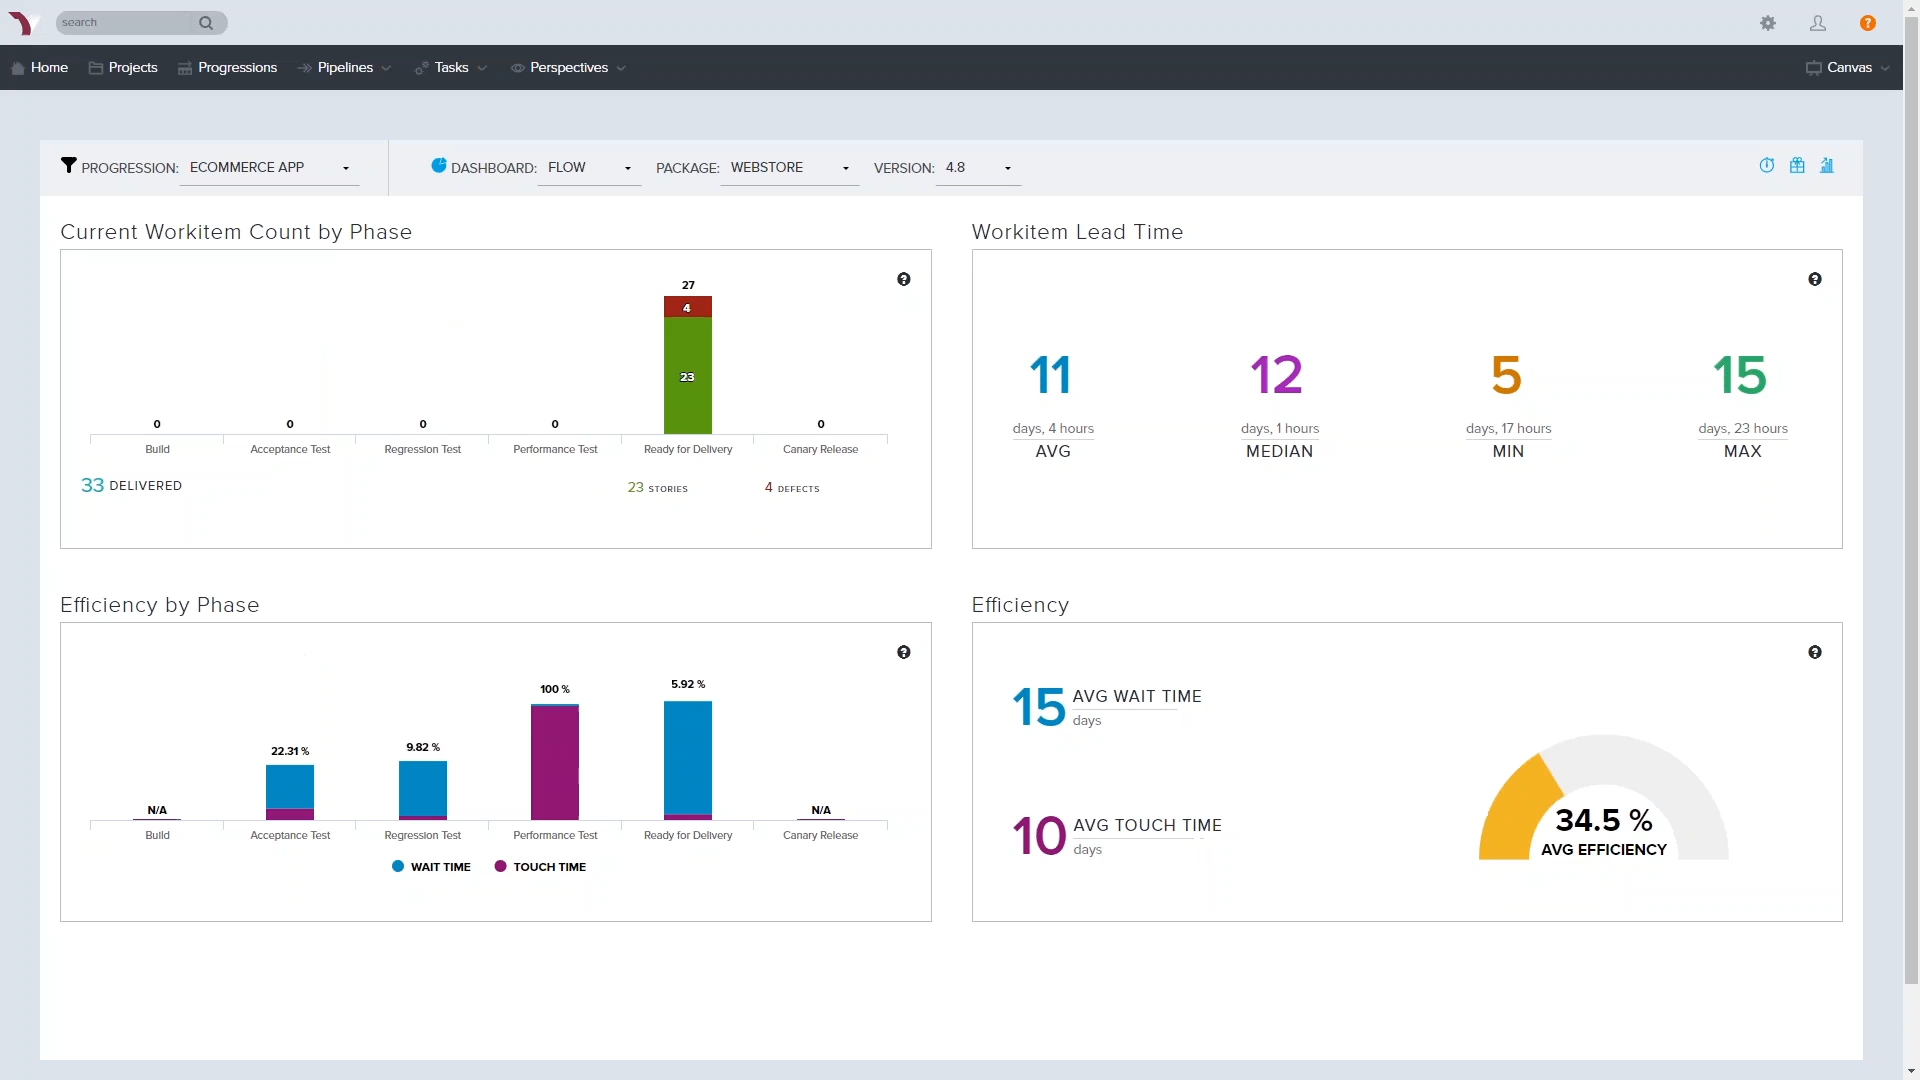 search
Home Projects Progressions Pipelines Tasks Perspectives Canvas
PROGRESSION: ECOMMERCE APP DASHBOARD: FLOW PACKAGE: WEBSTORE VERSION: 4.8
Current Workitem Count by Phase
27
4
23
0 0 0 0 0
Build Acceptance Test Regression Test Performance Test Ready for Delivery Canary Release
33 DELIVERED 23 STORIES 4 DEFECTS
Workitem Lead Time
11 12 5 15
days, 4 hours days, 1 hours days, 17 hours days, 23 hours
AVG MEDIAN MIN MAX
Efficiency by Phase
N/A 22.31 % 9.82 % 100 % 5.92 % N/A
Build Acceptance Test Regression Test Performance Test Ready for Delivery Canary Release
WAIT TIME TOUCH TIME
Efficiency
15 AVG WAIT TIME
days
10 AVG TOUCH TIME
days
34.5 %
AVG EFFICIENCY